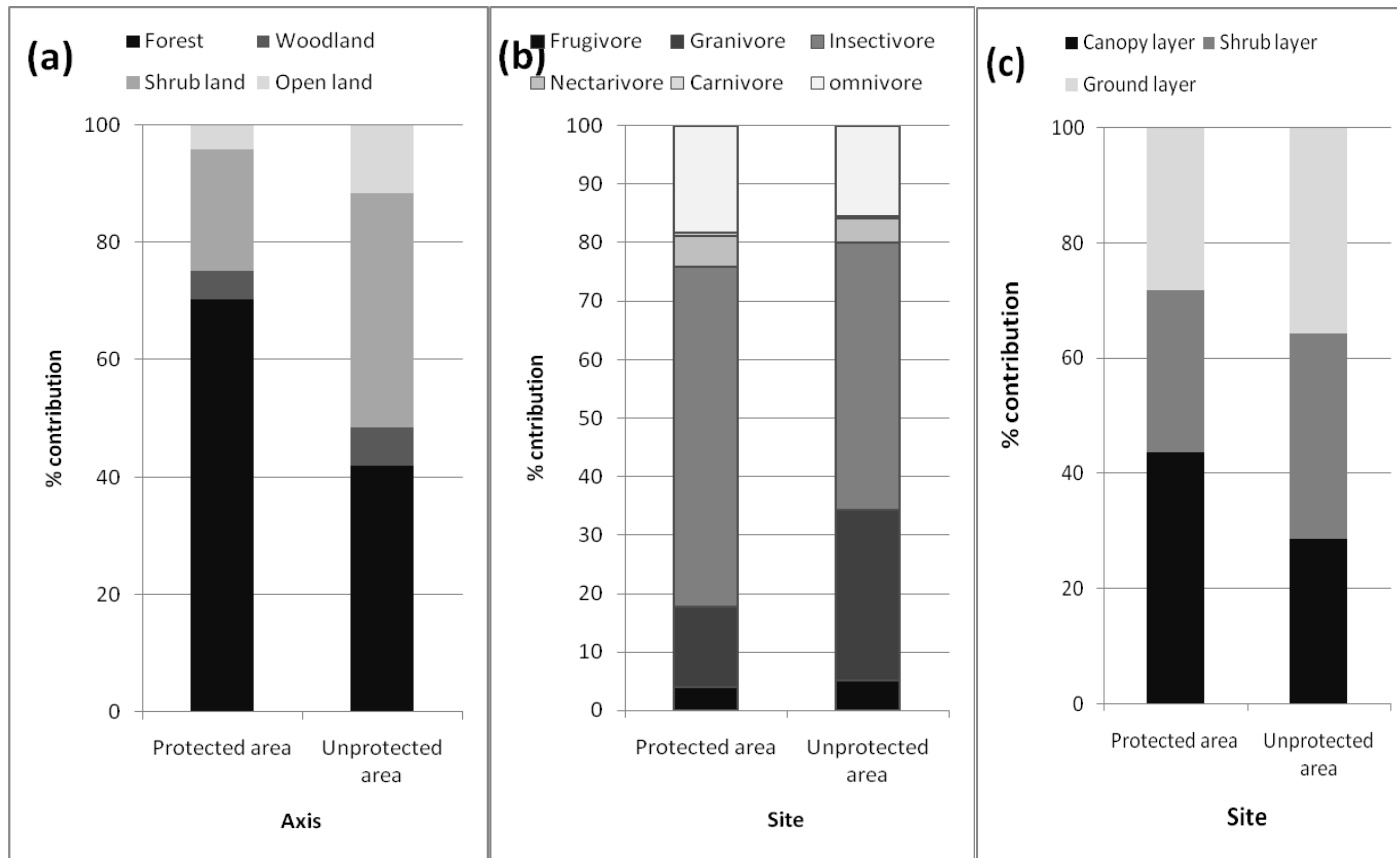 (a)
Forest Woodland
Shrub land Open land
100
80
60
40
20
0
% contribution
Protected area Unprotected
area
Axis
(b)
Frugivore Granivore Insectivore
Nectarivore Carnivore omnivore
100
90
80
70
60
50
40
30
20
10
0
% cntribution
Protected area Unprotected
area
Site
(c)
Canopy layer Shrub layer
Ground layer
100
80
60
40
20
0
% contribution
Protected area Unprotected
area
Site